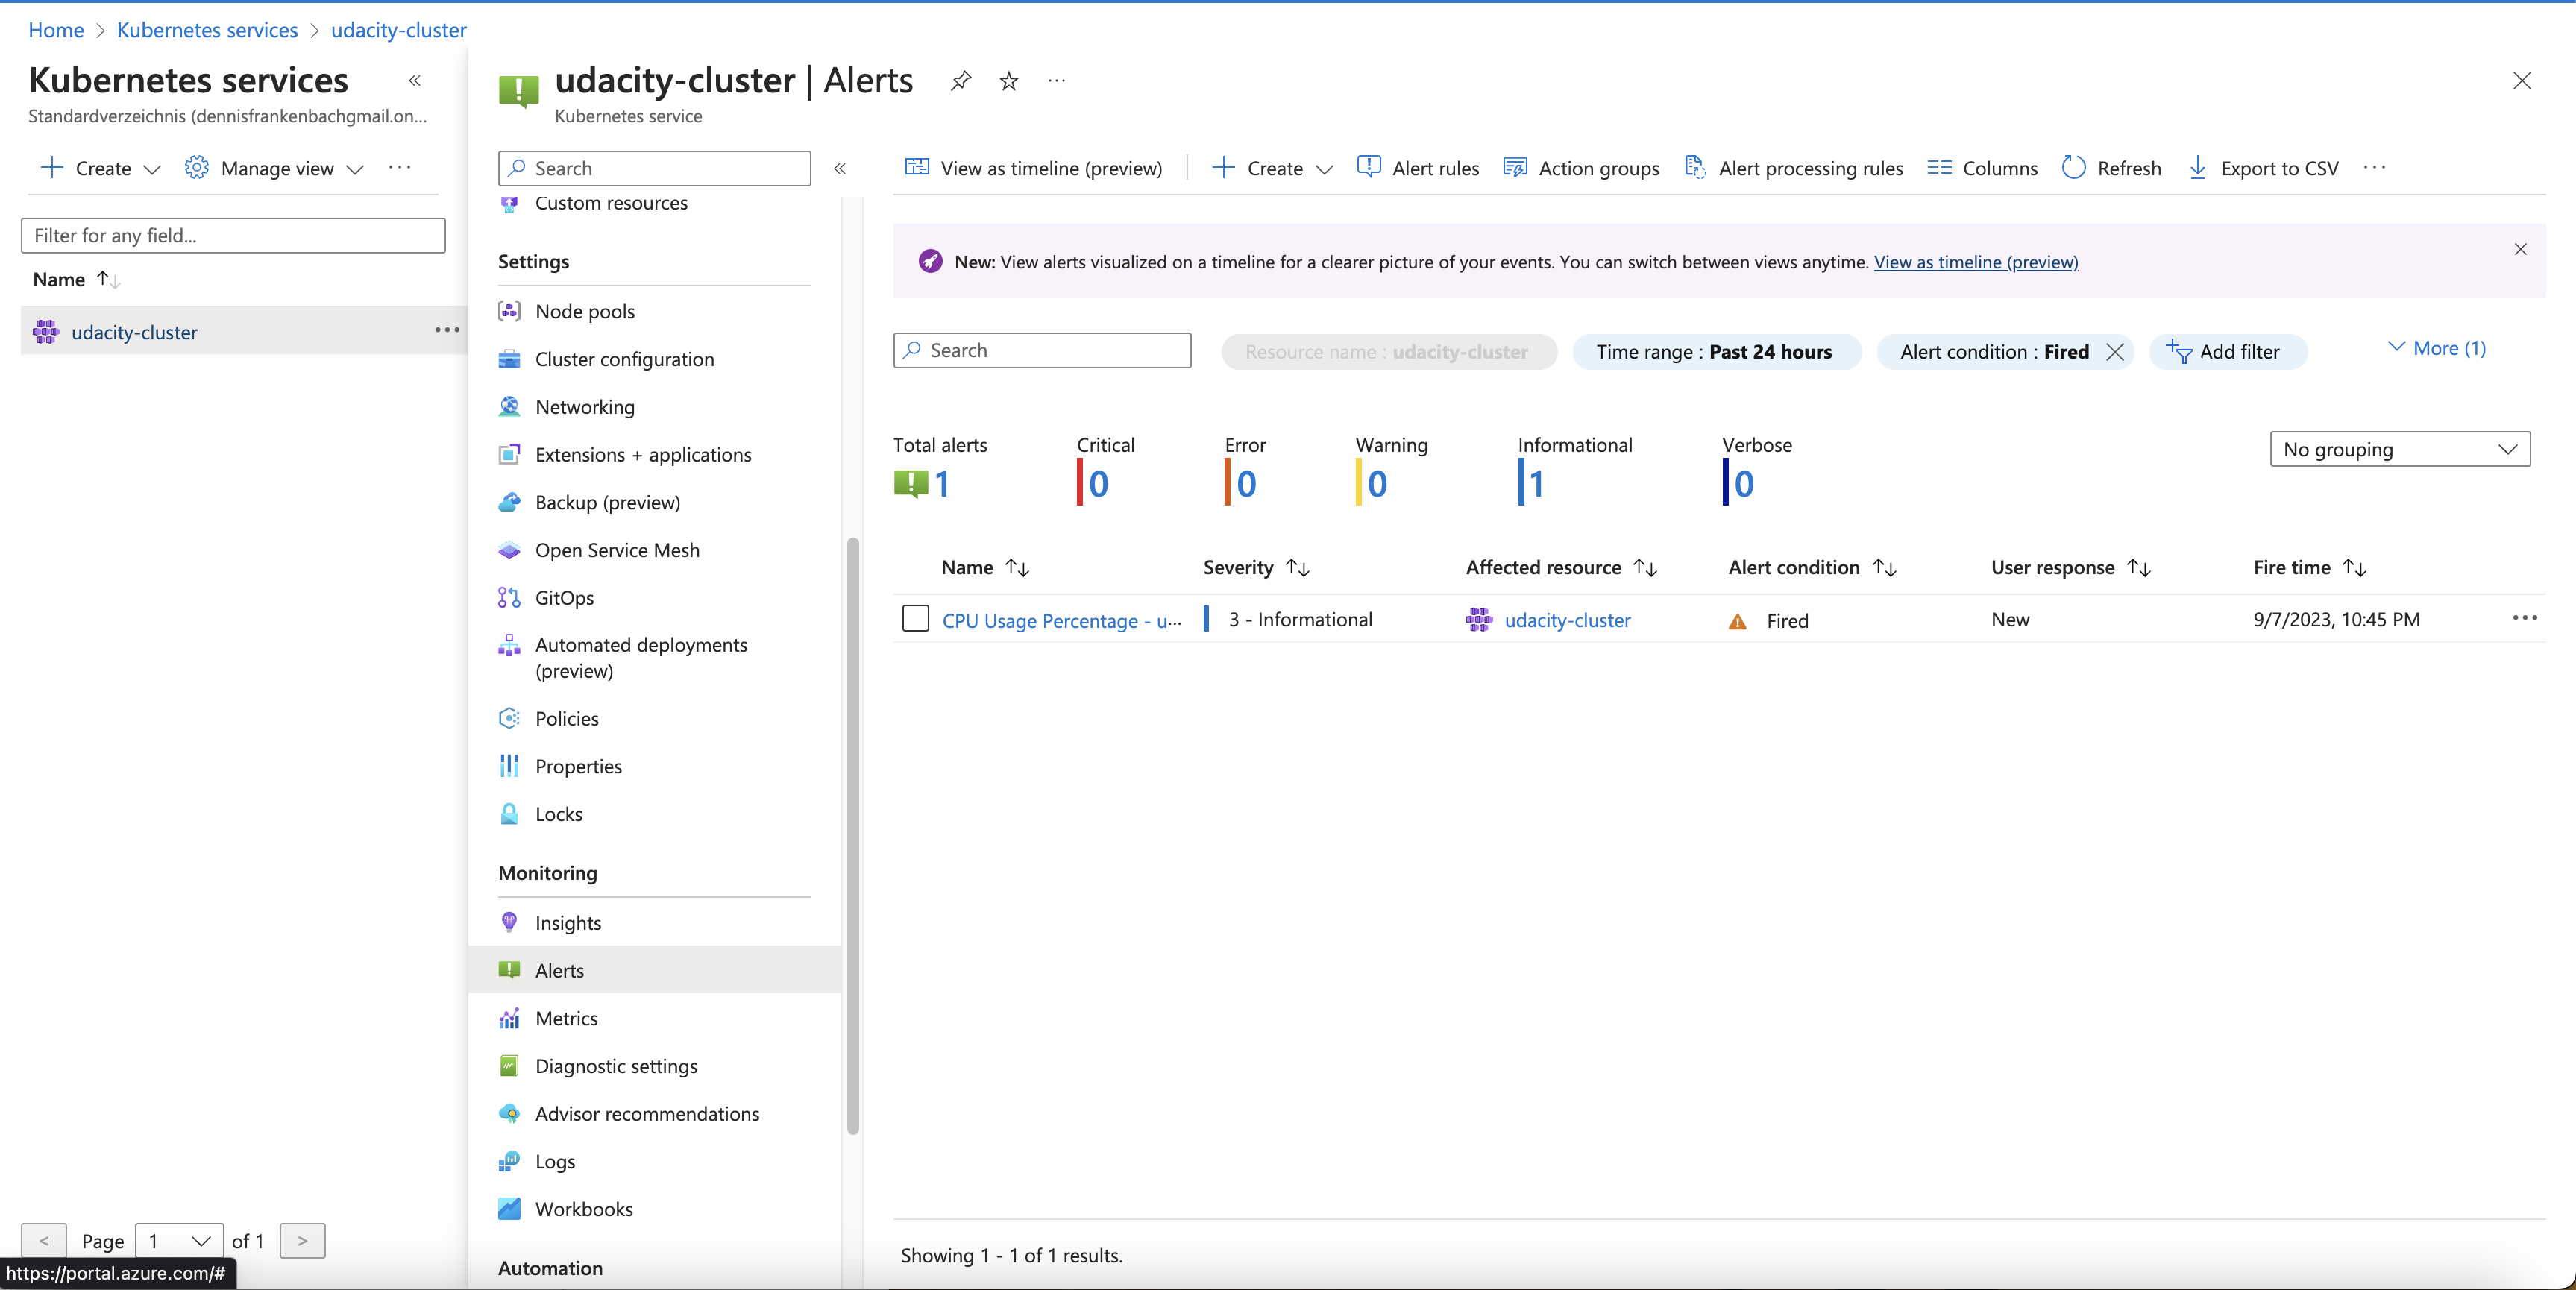 Home > Kubernetes services > udacity-cluster
Kubernetes services
Standardverzeichnis (dennisfrankenbachgmail.on...
Create
Manage view
...
Filter for any field...
Name
udacity-cluster
...
< Page 1 of 1 >
https://portal.azure.com/#
udacity-cluster | Alerts
...
Kubernetes service
Search
Custom resources
Settings
Node pools
Cluster configuration
Networking
Extensions + applications
Backup (preview)
Open Service Mesh
GitOps
Automated deployments
(preview)
Policies
Properties
Locks
Monitoring
Insights
Alerts
Metrics
Diagnostic settings
Advisor recommendations
Logs
Workbooks
Automation
View as timeline (preview) Create Alert rules Action groups Alert processing rules Columns Refresh Export to CSV ...
New: View alerts visualized on a timeline for a clearer picture of your events. You can switch between views anytime. View as timeline (preview)
Search Resource name : udacity-cluster Time range : Past 24 hours Alert condition : Fired Add filter More (1)
Total alerts Critical Error Warning Informational Verbose
1 0 0 0 1 0
No grouping
Name Severity Affected resource Alert condition User response Fire time
CPU Usage Percentage - u... 3 - Informational udacity-cluster Fired New 9/7/2023, 10:45 PM ...
Showing 1 - 1 of 1 results.